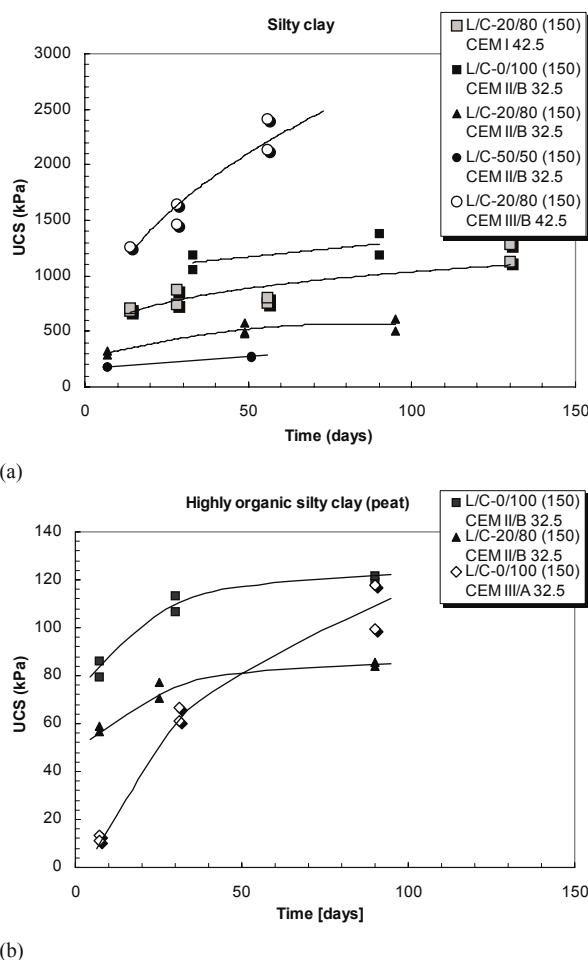 Silty clay
L/C-20/80 (150)
CEM I 42.5
L/C-0/100 (150)
CEM II/B 32.5
L/C-20/80 (150)
CEM II/B 32.5
L/C-50/50 (150)
CEM II/B 32.5
L/C-20/80 (150)
CEM III/B 42.5
UCS (kPa)
3000
2500
2000
1500
1000
500
0
0 50 100 150
Time (days)
(a)
Highly organic silty clay (peat)
L/C-0/100 (150)
CEM II/B 32.5
L/C-20/80 (150)
CEM II/B 32.5
L/C-0/100 (150)
CEM III/A 32.5
UCS (kPa)
140
120
100
80
60
40
20
0
0 50 100 150
Time [days]
(b)